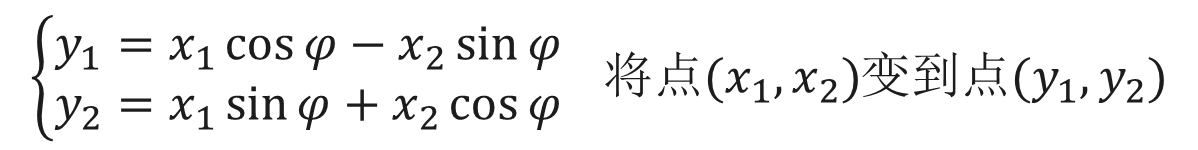 y₁ = x₁ cos φ − x₂ sin φ
y₂ = x₁ sin φ + x₂ cos φ
将点(x₁, x₂)变到点(y₁, y₂)